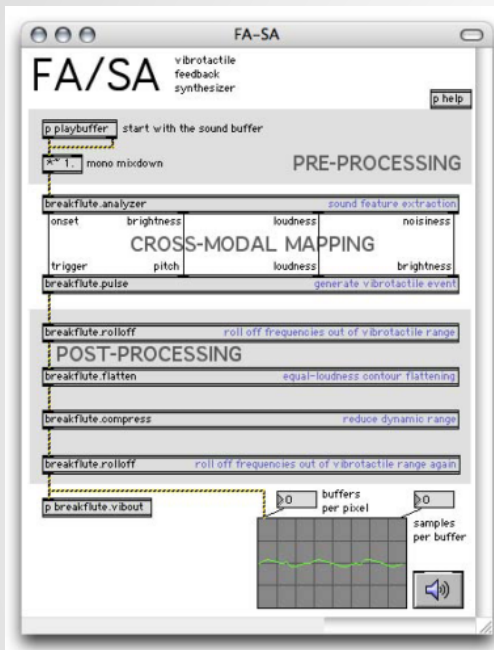 FA-SA
FA/SA
vibrotactile
feedback
synthesizer
p help
p playbuffer start with the sound buffer
*~ 1. mono mixdown
PRE-PROCESSING
breakflute.analyzer sound feature extraction
onset brightness loudness noisiness
CROSS-MODAL MAPPING
trigger pitch loudness brightness
breakflute.pulse generate vibrotactile event
breakflute.rolloff roll off frequencies out of vibrotactile range
POST-PROCESSING
breakflute.flatten equal-loudness contour flattening
breakflute.compress reduce dynamic range
breakflute.rolloff roll off frequencies out of vibrotactile range again
p breakflute.vibout
0 buffers
per pixel
0
samples
per buffer